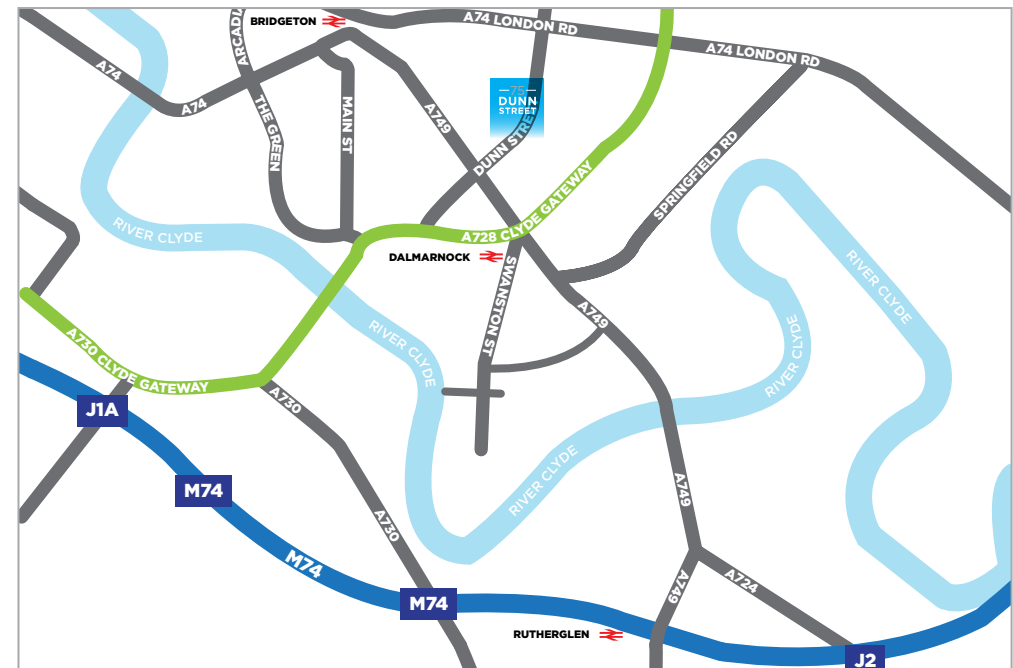 BRIDGETON
ARCADIA
A74 LONDON RD
A74 LONDON RD
A74
A74
—75—
DUNN
STREET
THE GREEN
MAIN ST
A749
DUNN STREET
SPRINGFIELD RD
A728 CLYDE GATEWAY
RIVER CLYDE
DALMARNOCK
SWANSTON ST
RIVER CLYDE
A749
RIVER CLYDE
RIVER CLYDE
A730 CLYDE GATEWAY
J1A
A730
RIVER CLYDE
M74
A749
A730
M74
M74
A749
A724
RUTHERGLEN
J2